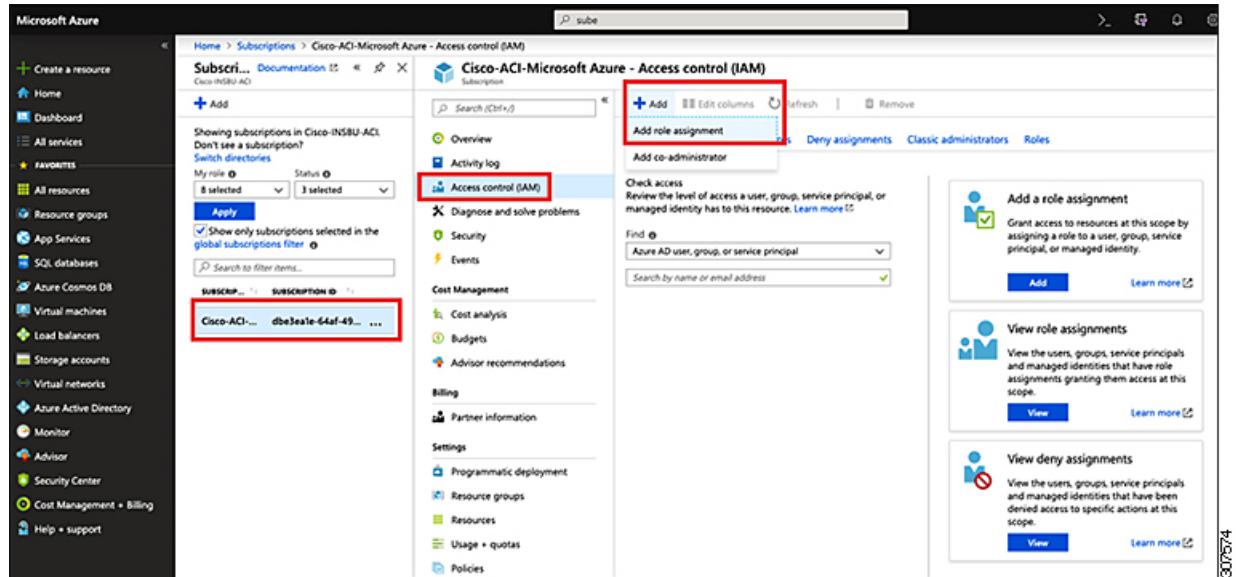 Microsoft Azure
sube
Home > Subscriptions > Cisco-ACI-Microsoft Azure - Access control (IAM)
Create a resource
Home
Dashboard
All services
FAVORITES
All resources
Resource groups
App Services
SQL databases
Azure Cosmos DB
Virtual machines
Load balancers
Storage accounts
Virtual networks
Azure Active Directory
Monitor
Advisor
Security Center
Cost Management + Billing
Help + support
Subscri... Documentation
Cisco-INSBU-ACI
Add
Showing subscriptions in Cisco-INSBU-ACI.
Don't see a subscription?
Switch directories
My role Status
8 selected 3 selected
Apply
Show only subscriptions selected in the
global subscriptions filter
Search to filter items...
SUBSCRIP... SUBSCRIPTION ID
Cisco-ACI-... dbe3ea1e-64af-49... ...
Cisco-ACI-Microsoft Azure - Access control (IAM)
Subscription
Search (Ctrl+/)
Overview
Activity log
Access control (IAM)
Diagnose and solve problems
Security
Events
Cost Management
Cost analysis
Budgets
Advisor recommendations
Billing
Partner information
Settings
Programmatic deployment
Resource groups
Resources
Usage + quotas
Policies
Add Edit columns Refresh | Remove
Add role assignment
Add co-administrator
Deny assignments Classic administrators Roles
Check access
Review the level of access a user, group, service principal, or
managed identity has to this resource. Learn more
Find
Azure AD user, group, or service principal
Search by name or email address
Add a role assignment
Grant access to resources at this scope by
assigning a role to a user, group, service
principal, or managed identity.
Add Learn more
View role assignments
View the users, groups, service principals
and managed identities that have role
assignments granting them access at this
scope.
View Learn more
View deny assignments
View the users, groups, service principals
and managed identities that have been
denied access to specific actions at this
scope.
View Learn more
307574